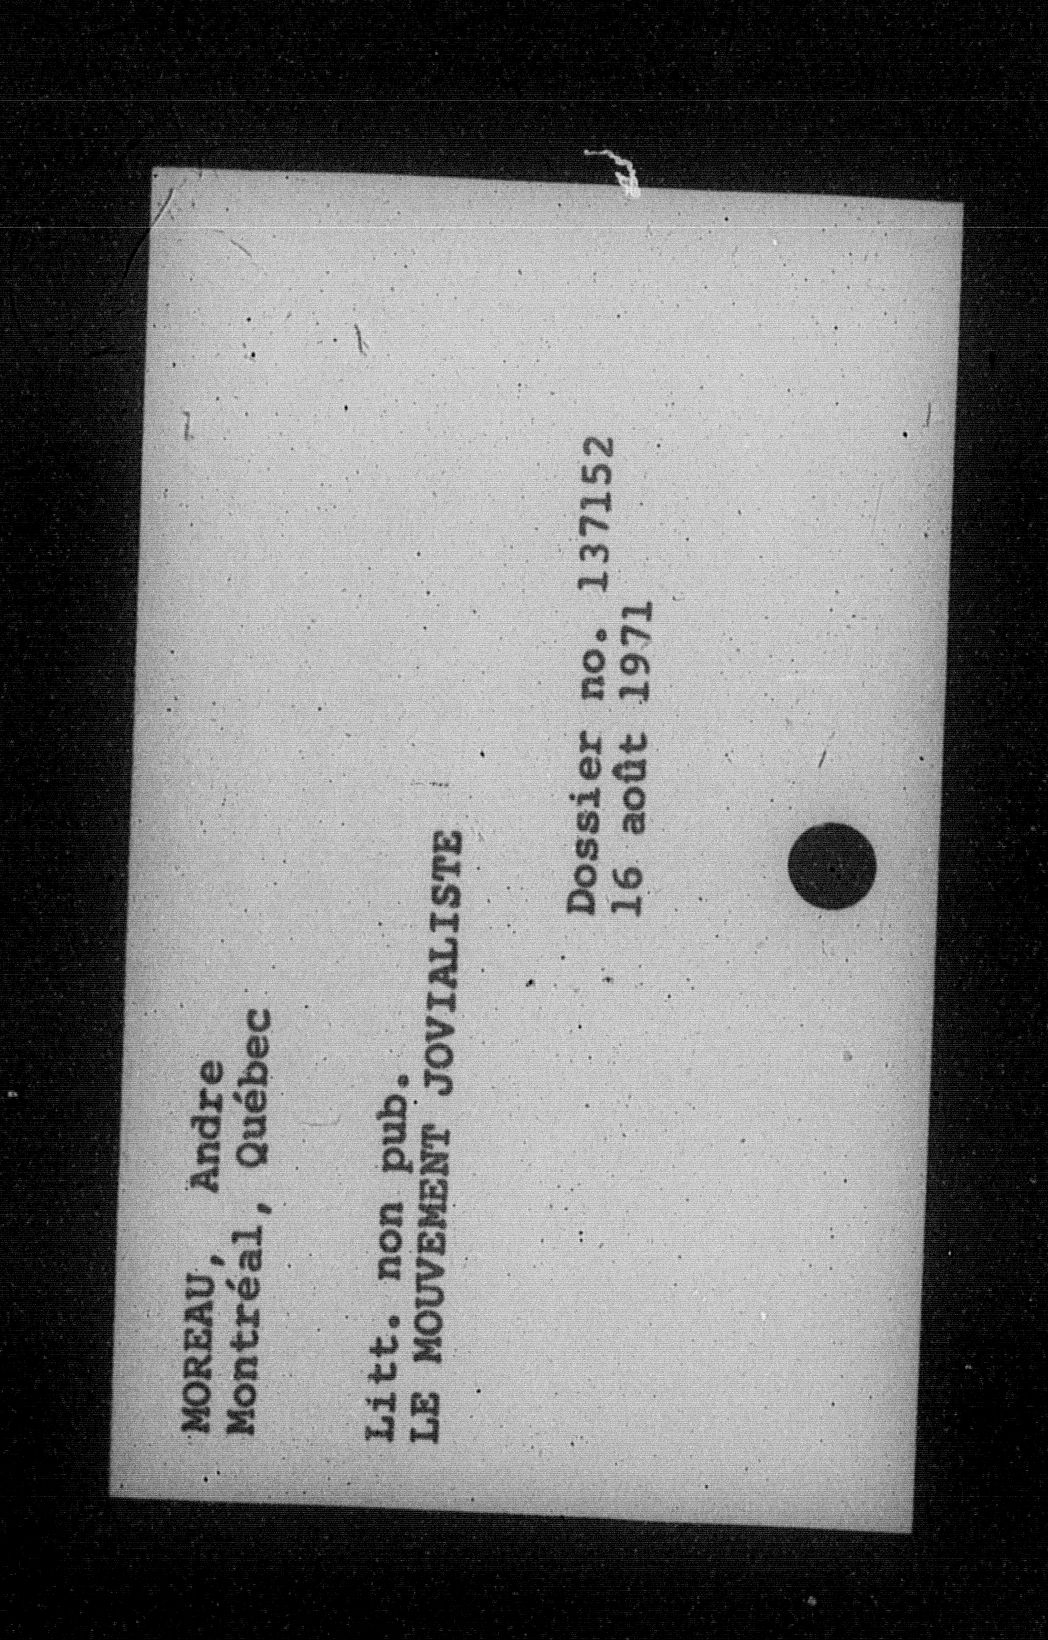 MOREAU, Andre
Montréal, Québec
Litt. non pub.
LE MOUVEMENT JOVIALISTE
Dossier no. 137152
16 août 1971